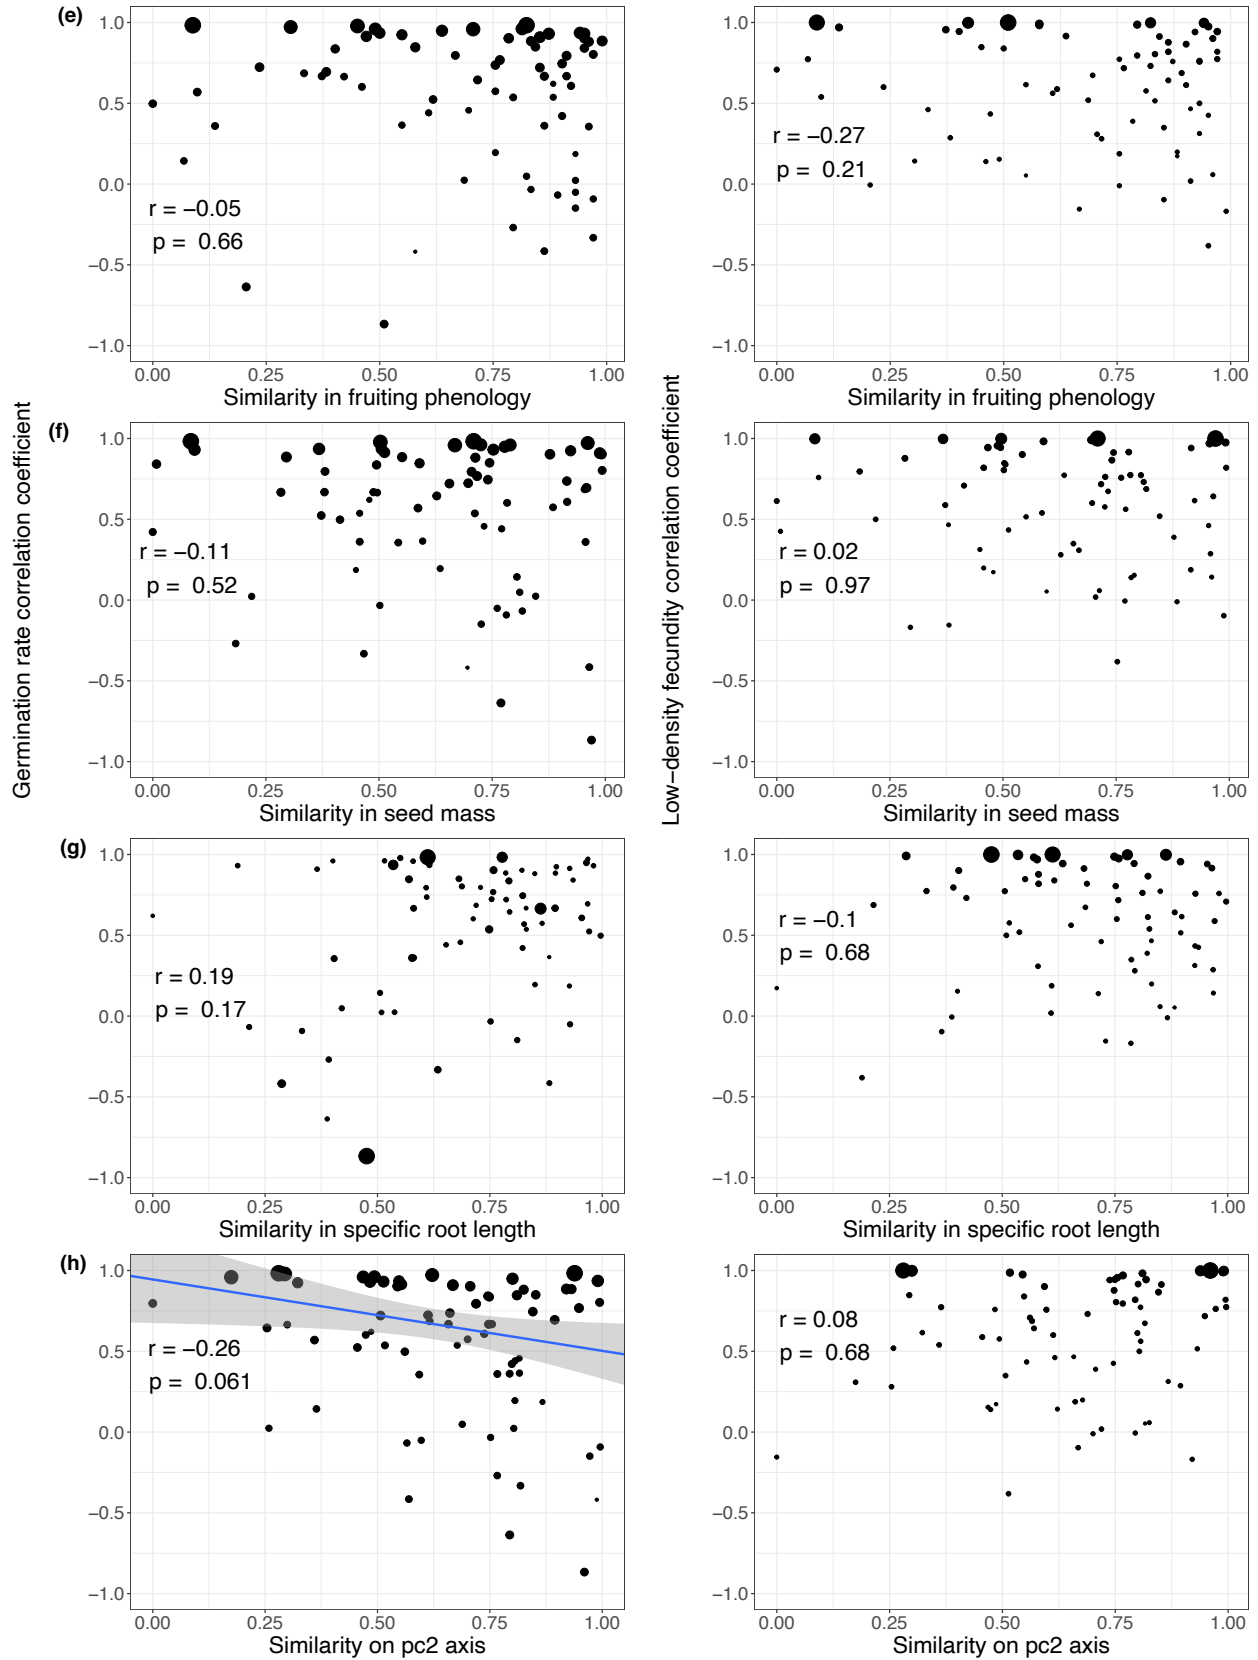 (e)
1.0
0.5
0.0
−0.5
−1.0
r = −0.05
p =  0.66
0.00
0.25
0.50
0.75
1.00
Similarity in fruiting phenology
1.0
0.5
0.0
−0.5
−1.0
r = −0.27
p =  0.21
0.00
0.25
0.50
0.75
1.00
Similarity in fruiting phenology
Germination rate correlation coefficient
Low−density fecundity correlation coefficient
(f)
1.0
0.5
0.0
−0.5
−1.0
r = −0.11
p =  0.52
0.00
0.25
0.50
0.75
1.00
Similarity in seed mass
1.0
0.5
0.0
−0.5
−1.0
r = 0.02
p =  0.97
0.00
0.25
0.50
0.75
1.00
Similarity in seed mass
(g)
1.0
0.5
0.0
−0.5
−1.0
r = 0.19
p =  0.17
0.00
0.25
0.50
0.75
1.00
Similarity in specific root length
1.0
0.5
0.0
−0.5
−1.0
r = −0.1
p =  0.68
0.00
0.25
0.50
0.75
1.00
Similarity in specific root length
(h)
1.0
0.5
0.0
−0.5
−1.0
r = −0.26
p =  0.061
0.00
0.25
0.50
0.75
1.00
Similarity on pc2 axis
1.0
0.5
0.0
−0.5
−1.0
r = 0.08
p =  0.68
0.00
0.25
0.50
0.75
1.00
Similarity on pc2 axis